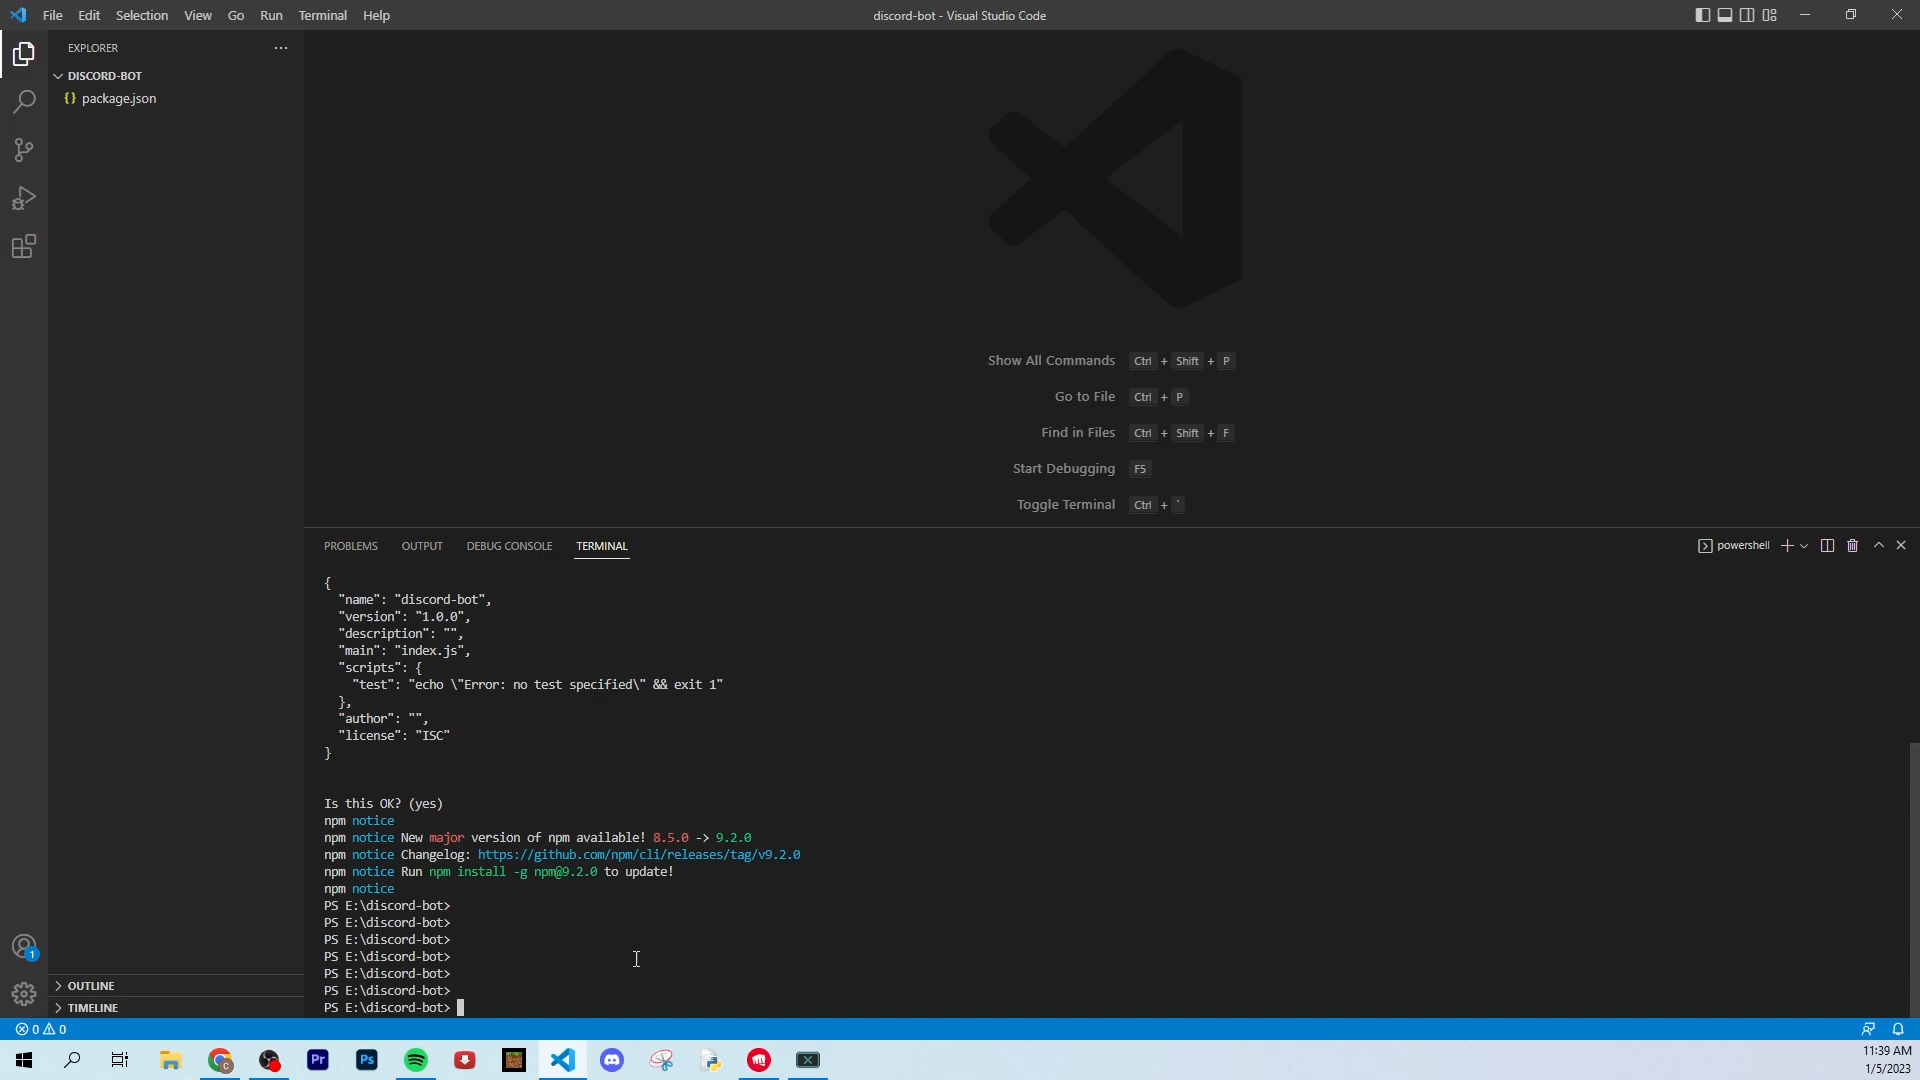 File Edit Selection View Go Run Terminal Help
discord-bot - Visual Studio Code
EXPLORER
DISCORD-BOT
{} package.json
Show All Commands Ctrl + Shift + P
Go to File Ctrl + P
Find in Files Ctrl + Shift + F
Start Debugging F5
Toggle Terminal Ctrl + `
PROBLEMS OUTPUT DEBUG CONSOLE TERMINAL
powershell
{
"name": "discord-bot",
"version": "1.0.0",
"description": "",
"main": "index.js",
"scripts": {
"test": "echo \"Error: no test specified\" && exit 1"
},
"author": "",
"license": "ISC"
}
Is this OK? (yes)
npm notice
npm notice New major version of npm available! 8.5.0 -> 9.2.0
npm notice Changelog: https://github.com/npm/cli/releases/tag/v9.2.0
npm notice Run npm install -g npm@9.2.0 to update!
npm notice
PS E:\discord-bot>
PS E:\discord-bot>
PS E:\discord-bot>
PS E:\discord-bot>
PS E:\discord-bot>
PS E:\discord-bot>
PS E:\discord-bot>
1
OUTLINE
TIMELINE
0 0
Pr
Ps
11:39 AM
1/5/2023